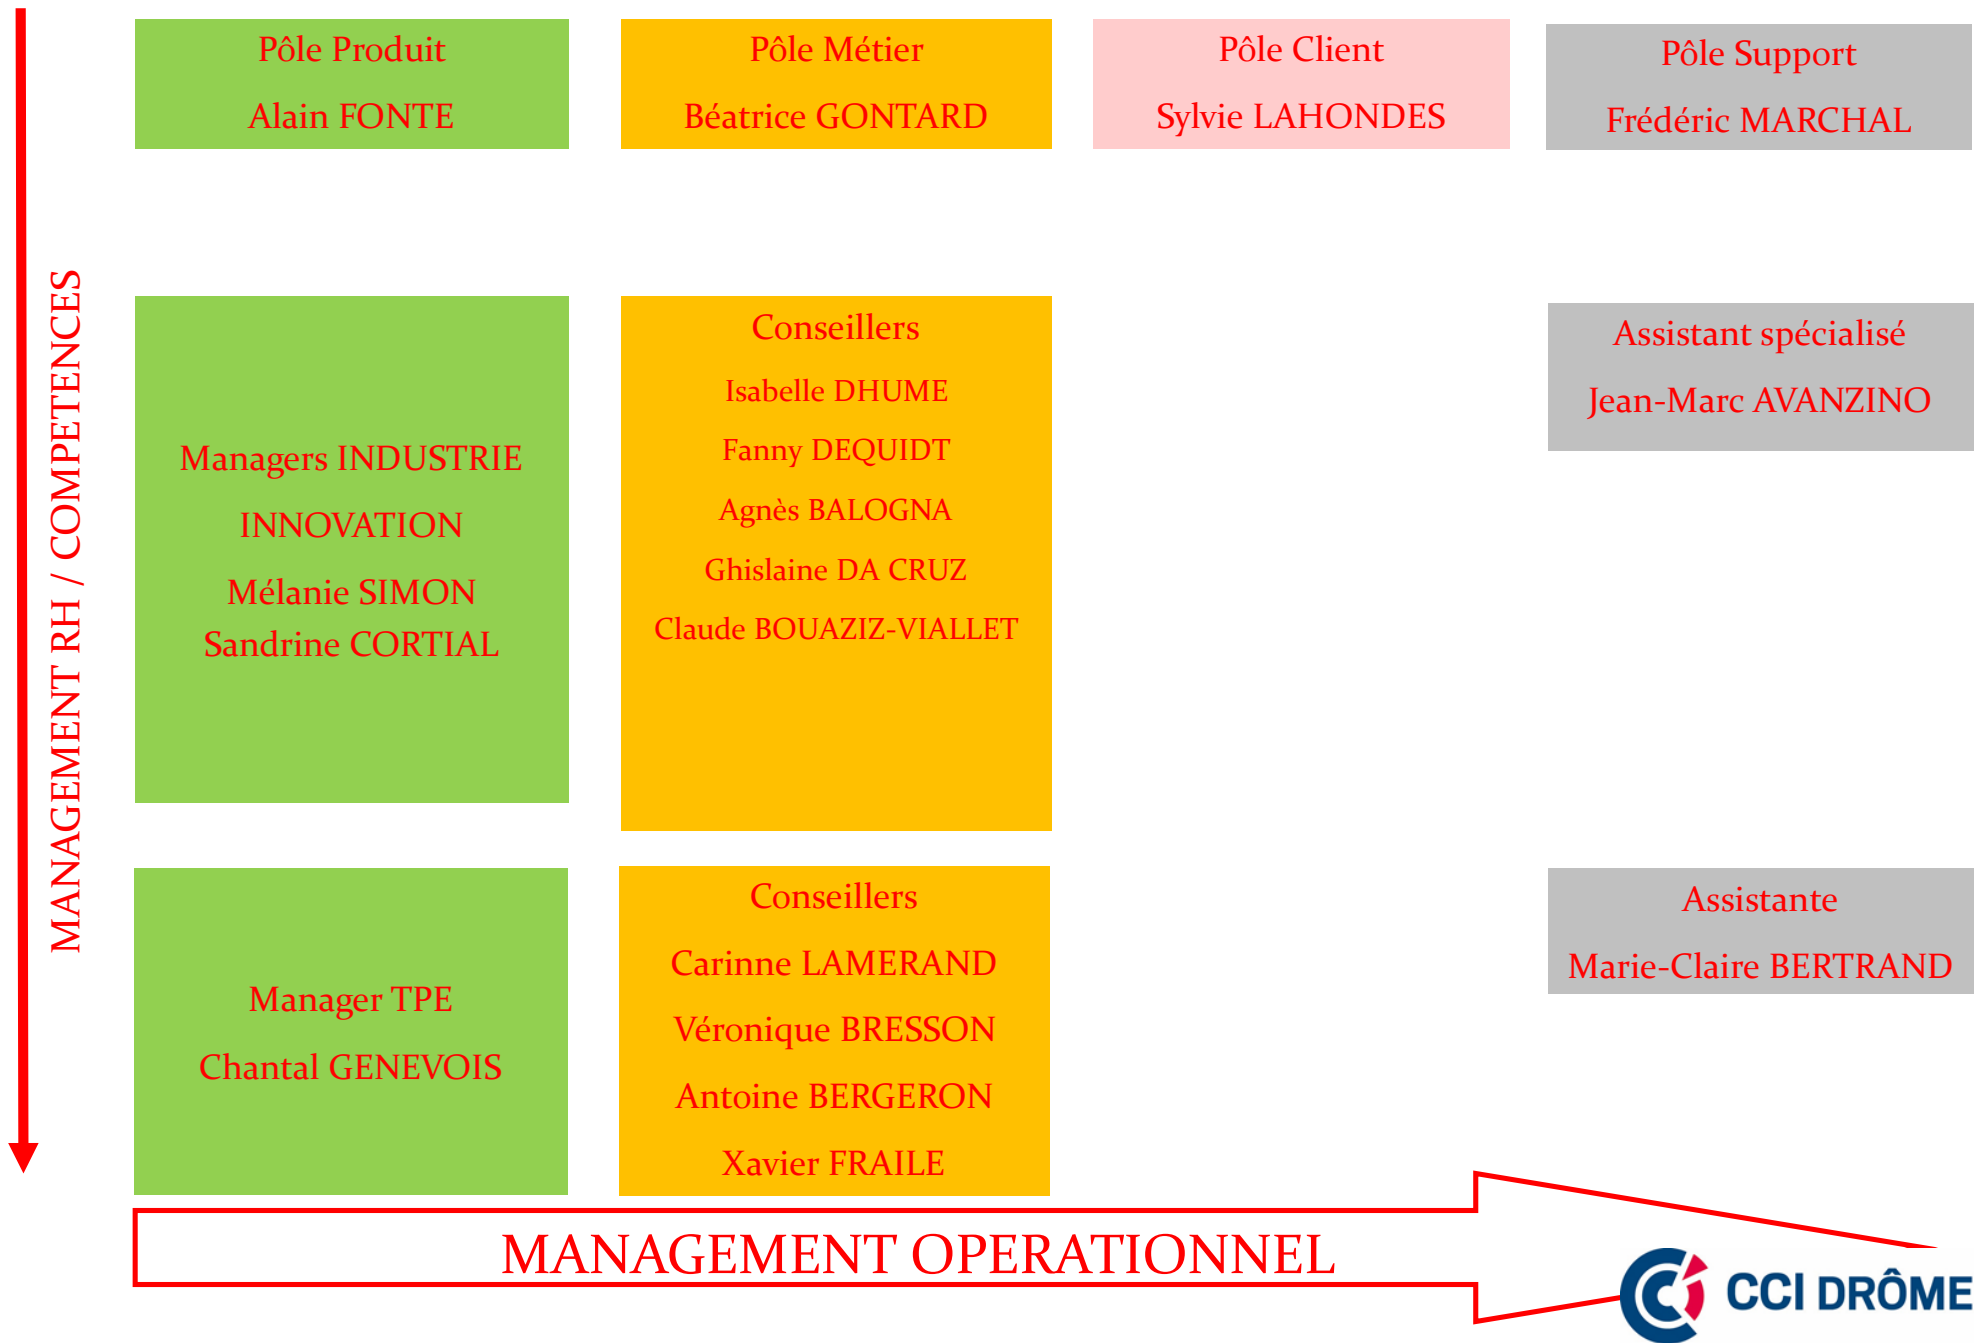 Pôle Produit
Alain FONTE
Pôle Métier
Béatrice GONTARD
Pôle Client
Sylvie LAHONDES
Pôle Support
Frédéric MARCHAL
MANAGEMENT RH / COMPETENCES
Managers INDUSTRIE
INNOVATION
Mélanie SIMON
Sandrine CORTIAL
Conseillers
Isabelle DHUME
Fanny DEQUIDT
Agnès BALOGNA
Ghislaine DA CRUZ
Claude BOUAZIZ-VIALLET
Assistant spécialisé
Jean-Marc AVANZINO
Manager TPE
Chantal GENEVOIS
Conseillers
Carinne LAMERAND
Véronique BRESSON
Antoine BERGERON
Xavier FRAILE
Assistante
Marie-Claire BERTRAND
MANAGEMENT OPERATIONNEL
CCI DRÔME